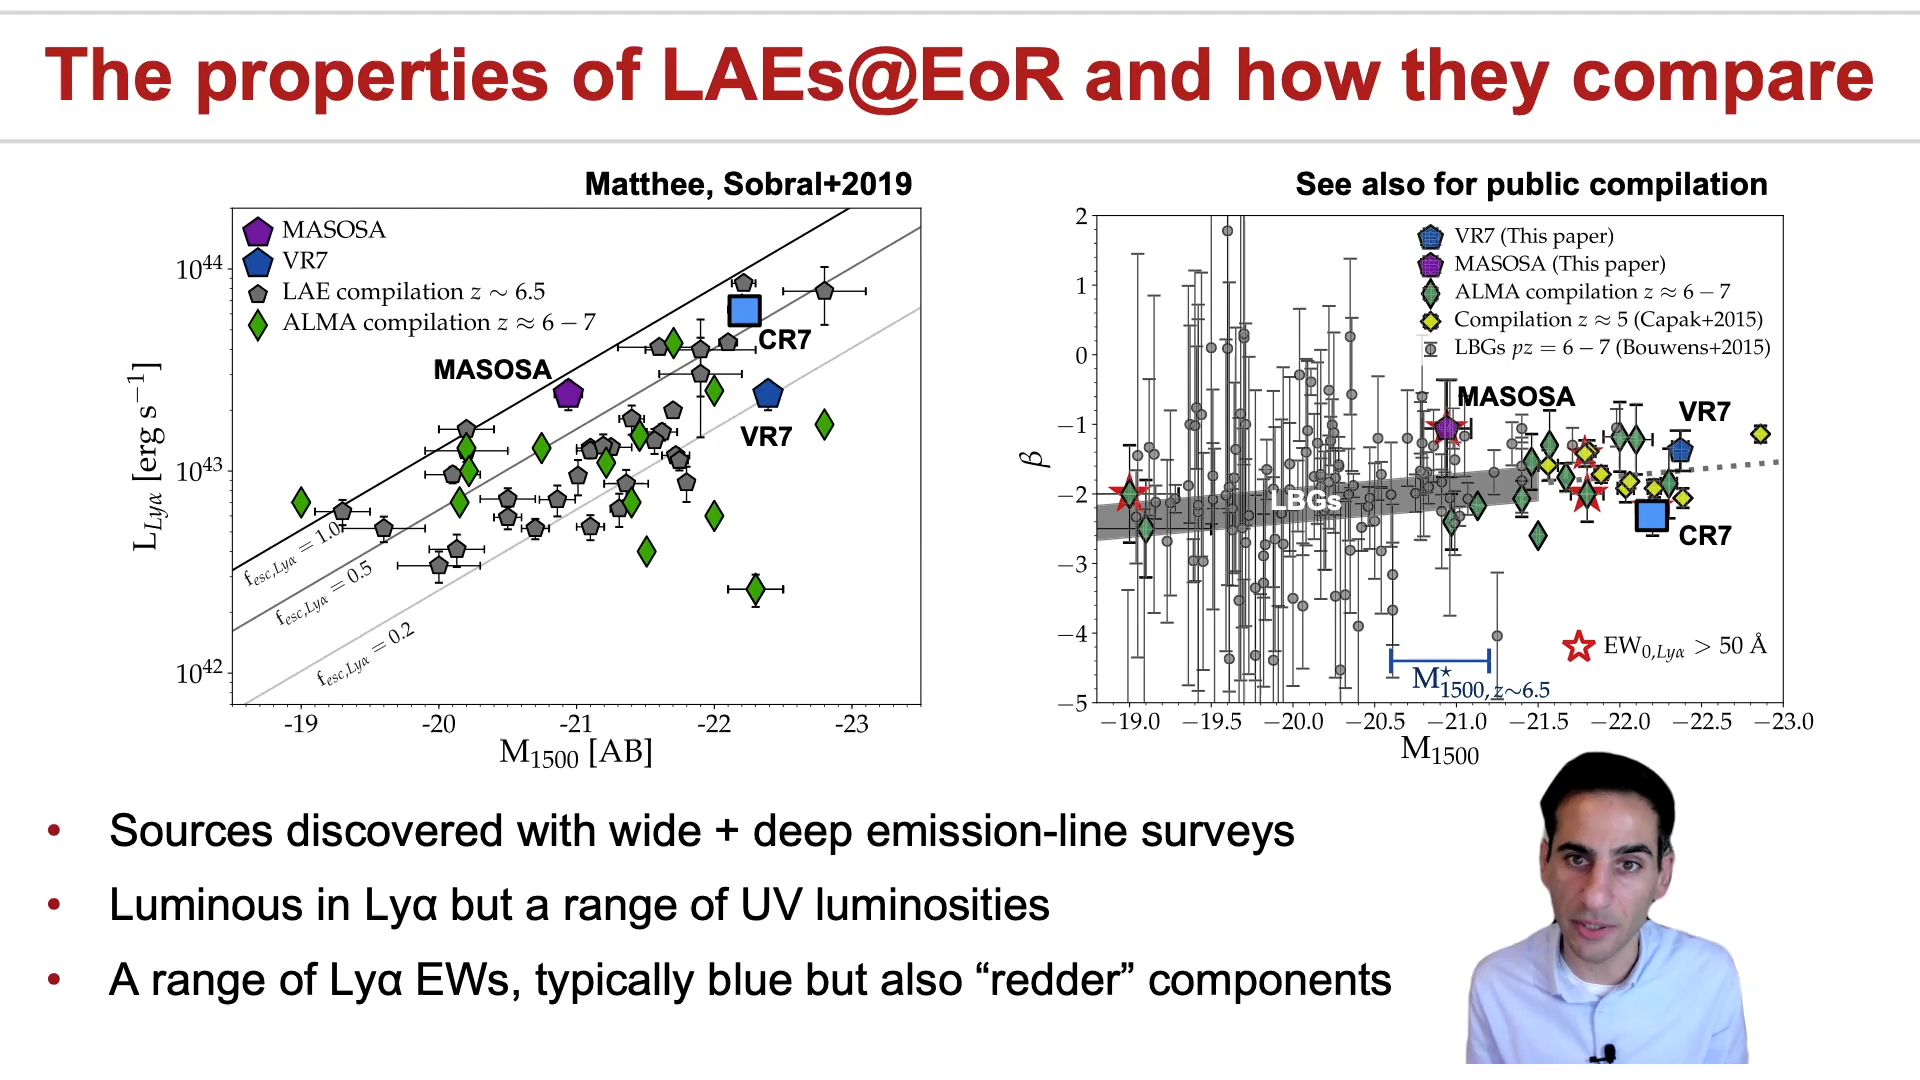 The properties of LAEs@EoR and how they compare
Matthee, Sobral+2019
MASOSA
VR7
LAE compilation z ∼ 6.5
ALMA compilation z ≈ 6 − 7
CR7
MASOSA
VR7
f_esc,Lyα = 1.0
f_esc,Lyα = 0.5
f_esc,Lyα = 0.2
10^44
10^43
10^42
L_Lyα [erg s^−1]
-19 -20 -21 -22 -23
M_1500 [AB]
See also for public compilation
VR7 (This paper)
MASOSA (This paper)
ALMA compilation z ≈ 6 − 7
Compilation z ≈ 5 (Capak+2015)
LBGs pz = 6 − 7 (Bouwens+2015)
MASOSA
VR7
LBGs
CR7
EW_0,Lyα > 50 Å
M^⋆_1500, z∼6.5
2
1
0
−1
−2
−3
−4
−5
β
−19.0 −19.5 −20.0 −20.5 −21.0 −21.5 −22.0 −22.5 −23.0
M_1500
• Sources discovered with wide + deep emission-line surveys
• Luminous in Lyα but a range of UV luminosities
• A range of Lyα EWs, typically blue but also “redder” components